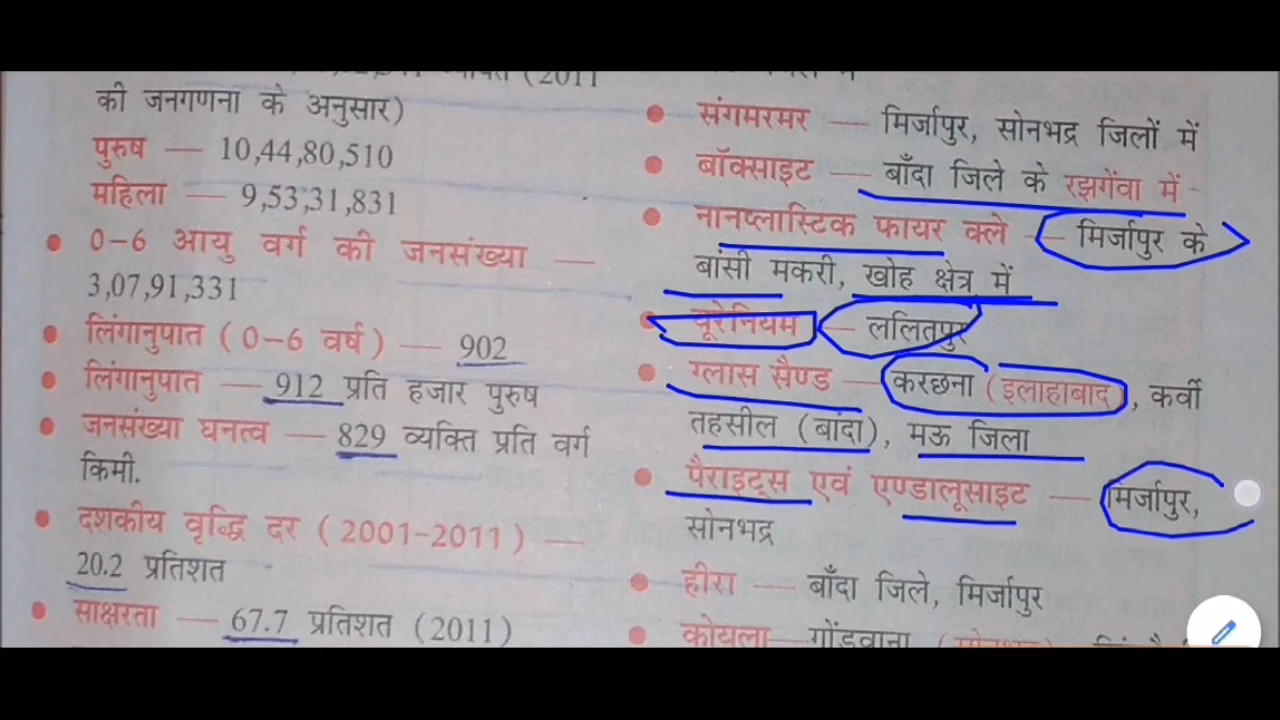 (2011
की जनगणना के अनुसार)
पुरुष — 10,44,80,510
महिला — 9,53,31,831
0-6 आयु वर्ग की जनसंख्या —
3,07,91,331
लिंगानुपात (0-6 वर्ष) — 902
लिंगानुपात — 912 प्रति हजार पुरुष
जनसंख्या घनत्व — 829 व्यक्ति प्रति वर्ग
किमी.
दशकीय वृद्धि दर (2001-2011) —
20.2 प्रतिशत
साक्षरता — 67.7 प्रतिशत (2011)
संगमरमर — मिर्जापुर, सोनभद्र जिलों में
बॉक्साइट — बाँदा जिले के रझगेंवा में
नानप्लास्टिक फायर क्ले — मिर्जापुर के
बांसी मकरी, खोह क्षेत्र में
यूरेनियम — ललितपुर
ग्लास सैण्ड — करछना (इलाहाबाद), कर्वी
तहसील (बांदा), मऊ जिला
पैराइट्स एवं एण्डालूसाइट — मिर्जापुर,
सोनभद्र
हीरा — बाँदा जिले, मिर्जापुर
कोयला — गोंडवाना